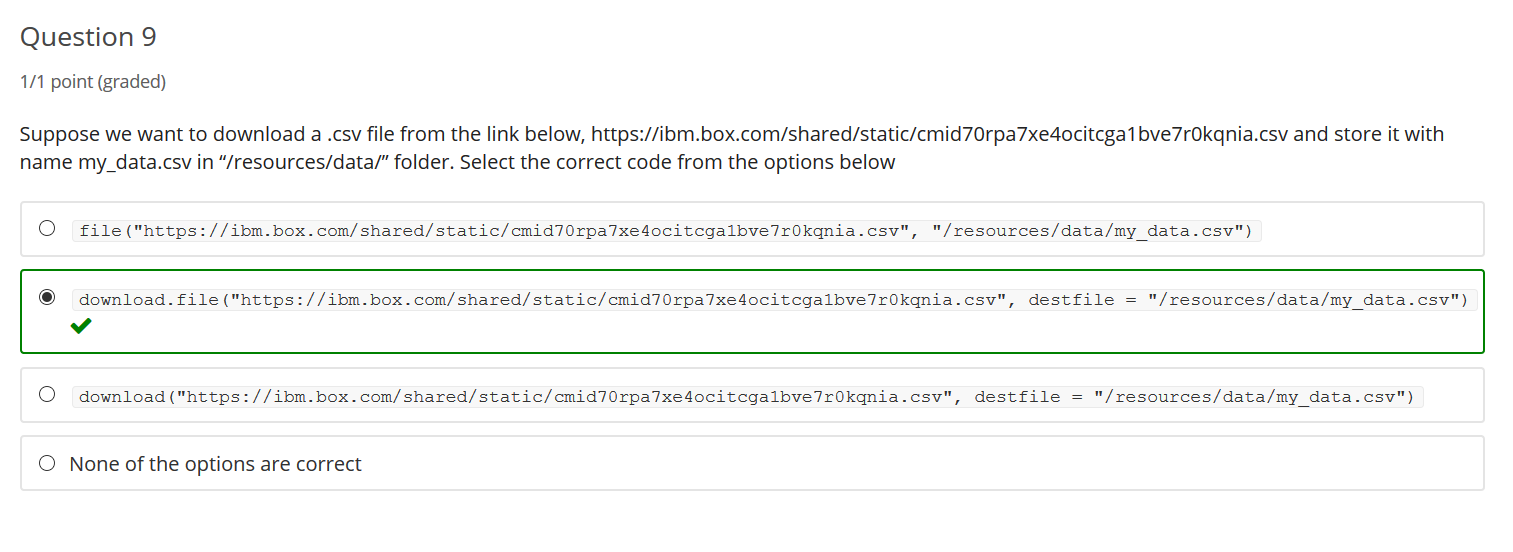 Question 9
1/1 point (graded)
Suppose we want to download a .csv file from the link below, https://ibm.box.com/shared/static/cmid70rpa7xe4ocitcga1bve7r0kqnia.csv and store it with
name my_data.csv in “/resources/data/” folder. Select the correct code from the options below
file("https://ibm.box.com/shared/static/cmid70rpa7xe4ocitcga1bve7r0kqnia.csv", "/resources/data/my_data.csv")
download.file("https://ibm.box.com/shared/static/cmid70rpa7xe4ocitcga1bve7r0kqnia.csv", destfile = "/resources/data/my_data.csv")
download("https://ibm.box.com/shared/static/cmid70rpa7xe4ocitcga1bve7r0kqnia.csv", destfile = "/resources/data/my_data.csv")
None of the options are correct